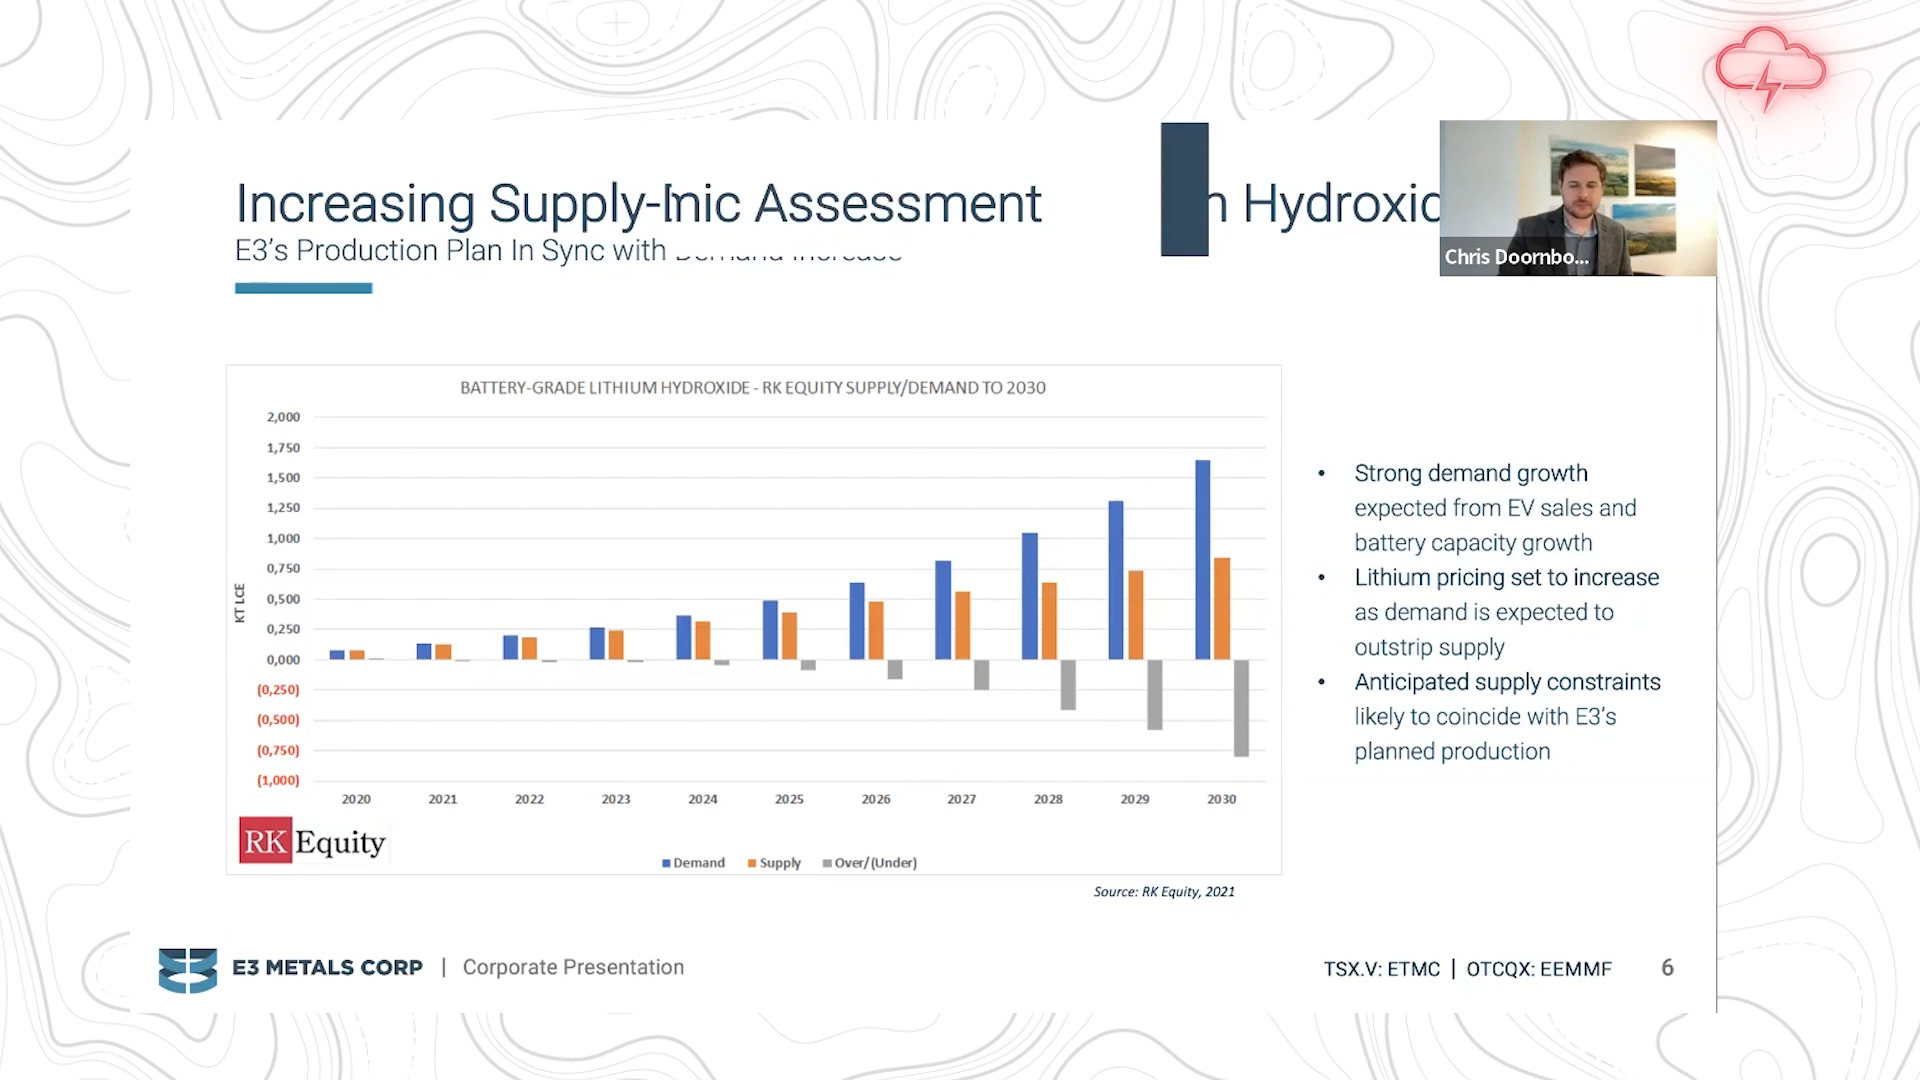 Increasing Supply-
nic Assessment
Hydroxid
E3's Production Plan In Sync with Demand Increase
Chris Doornbo...
BATTERY-GRADE LITHIUM HYDROXIDE - RK EQUITY SUPPLY/DEMAND TO 2030
KT LCE
2,000
1,750
1,500
1,250
1,000
0,750
0,500
0,250
0,000
(0,250)
(0,500)
(0,750)
(1,000)
2020 2021 2022 2023 2024 2025 2026 2027 2028 2029 2030
RK Equity
Demand Supply Over/(Under)
Source: RK Equity, 2021
• Strong demand growth
expected from EV sales and
battery capacity growth
• Lithium pricing set to increase
as demand is expected to
outstrip supply
• Anticipated supply constraints
likely to coincide with E3's
planned production
E3 METALS CORP | Corporate Presentation
TSX.V: ETMC | OTCQX: EEMMF 6